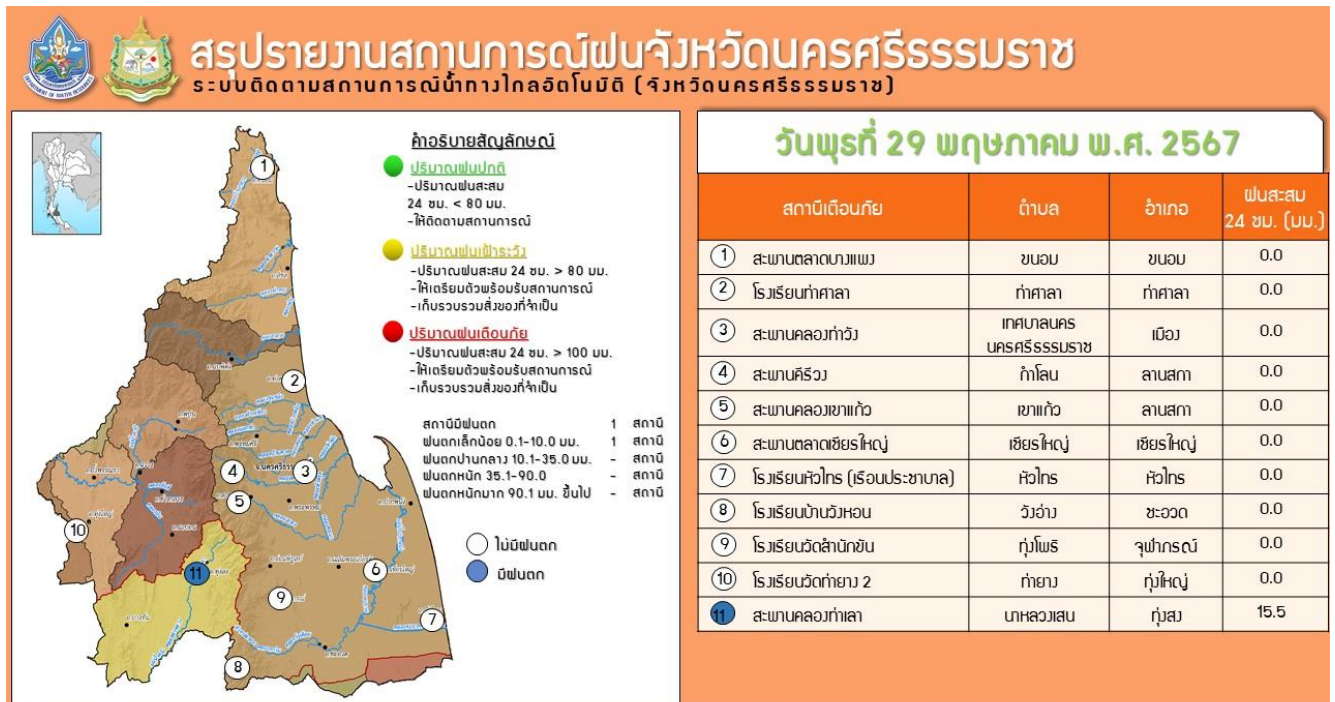 สรุปรายงานสถานการณ์ฝนจังหวัดนครศรีธรรมราช
ระบบติดตามสถานการณ์น้ำทางไกลอัตโนมัติ (จังหวัดนครศรีธรรมราช)
คำอธิบายสัญลักษณ์
ปริมาณฝนปกติ
-ปริมาณฝนสะสม
24 ชม. < 80 มม.
-ให้ติดตามสถานการณ์
ปริมาณฝนเฝ้าระวัง
-ปริมาณฝนสะสม 24 ชม. > 80 มม.
-ให้เตรียมตัวพร้อมรับสถานการณ์
-เก็บรวบรวมสิ่งของที่จำเป็น
ปริมาณฝนเตือนภัย
-ปริมาณฝนสะสม 24 ชม. > 100 มม.
-ให้เตรียมตัวพร้อมรับสถานการณ์
-เก็บรวบรวมสิ่งของที่จำเป็น
สถานีมีฝนตก 1 สถานี
ฝนตกเล็กน้อย 0.1-10.0 มม. 1 สถานี
ฝนตกปานกลาง 10.1-35.0 มม. - สถานี
ฝนตกหนัก 35.1-90.0 - สถานี
ฝนตกหนักมาก 90.1 มม. ขึ้นไป - สถานี
ไม่มีฝนตก
มีฝนตก
1
2
3
4
5
6
7
8
9
10
11
วันพุธที่ 29 พฤษภาคม พ.ศ. 2567
สถานีเตือนภัย ตำบล อำเภอ ฝนสะสม
24 ชม. (มม.)
1 สะพานตลาดบางแพง ขนอม ขนอม 0.0
2 โรงเรียนท่าศาลา ท่าศาลา ท่าศาลา 0.0
3 สะพานคลองท่าวัง เทศบาลนคร
นครศรีธรรมราช เมือง 0.0
4 สะพานคีรีวง กำโลน ลานสกา 0.0
5 สะพานคลองเขาแก้ว เขาแก้ว ลานสกา 0.0
6 สะพานตลาดเชียรใหญ่ เชียรใหญ่ เชียรใหญ่ 0.0
7 โรงเรียนหัวไทร (เรือนประชาบาล) หัวไทร หัวไทร 0.0
8 โรงเรียนบ้านวังหอน วังอ่าง ชะอวด 0.0
9 โรงเรียนวัดสำนักขัน ทุ่งโพธิ จุฬาภรณ์ 0.0
10 โรงเรียนวัดท่ายาง 2 ท่ายาง ทุ่งใหญ่ 0.0
11 สะพานคลองท่าเลา นาหลวงเสน ทุ่งสง 15.5